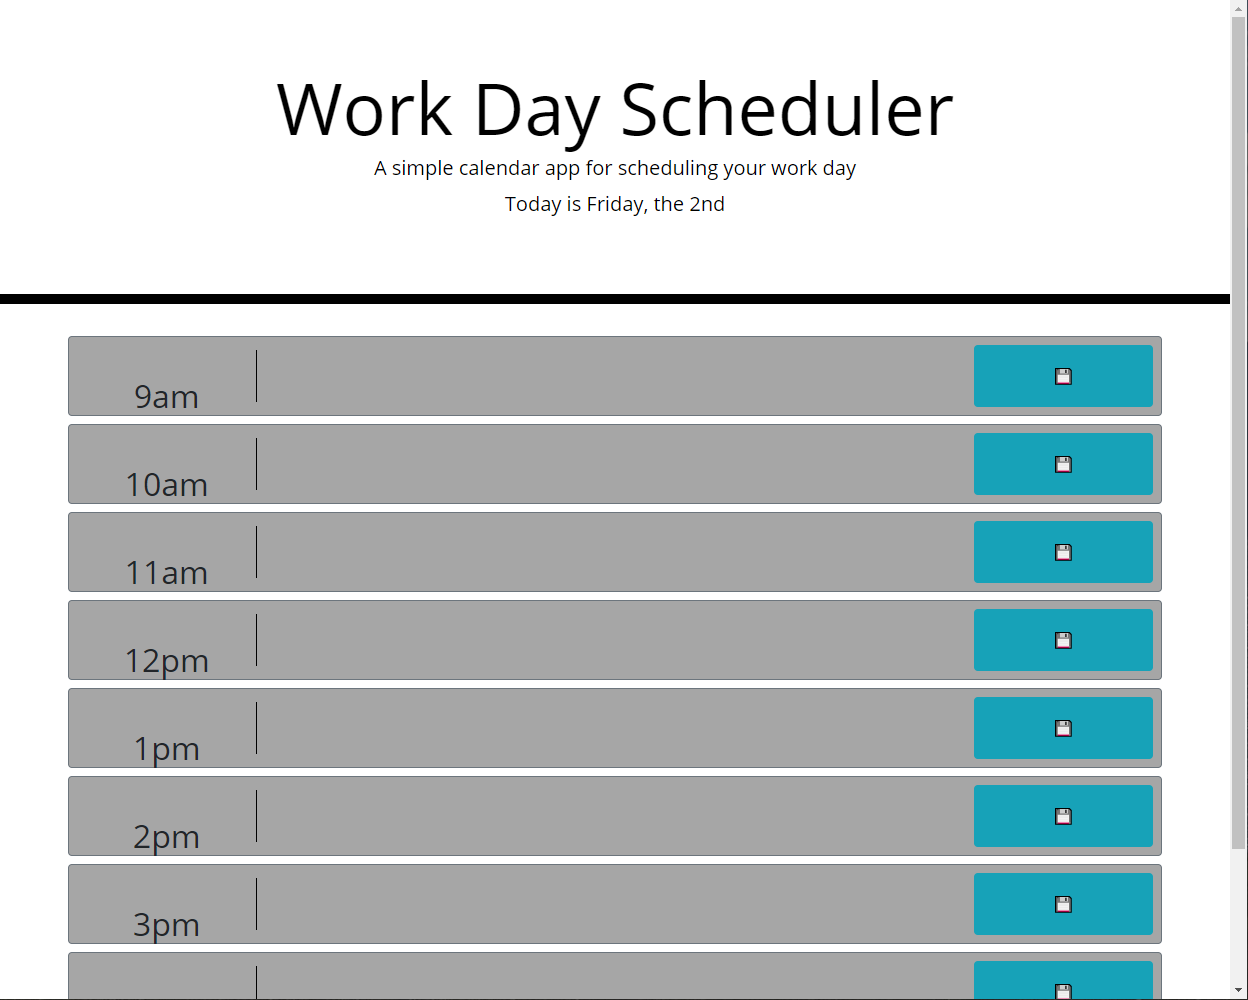 Work Day Scheduler
A simple calendar app for scheduling your work day
Today is Friday, the 2nd
9am
10am
11am
12pm
1pm
2pm
3pm